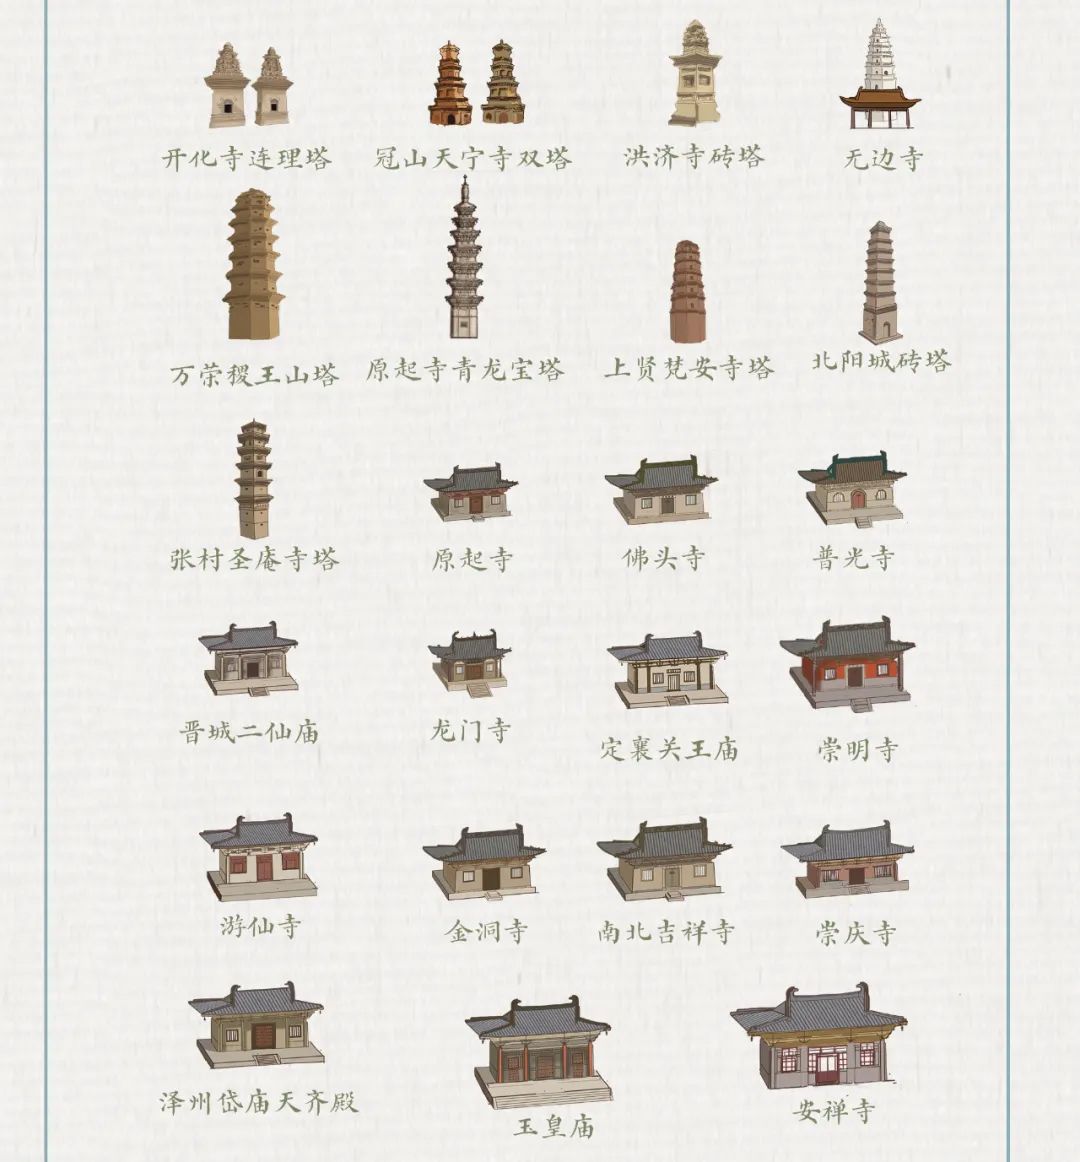 开化寺连理塔
冠山天宁寺双塔
洪济寺砖塔
无边寺
万荣稷王山塔
原起寺青龙宝塔
上贤梵安寺塔
北阳城砖塔
张村圣庵寺塔
原起寺
佛头寺
普光寺
晋城二仙庙
龙门寺
定襄关王庙
崇明寺
游仙寺
金洞寺
南北吉祥寺
崇庆寺
泽州岱庙天齐殿
玉皇庙
安禅寺